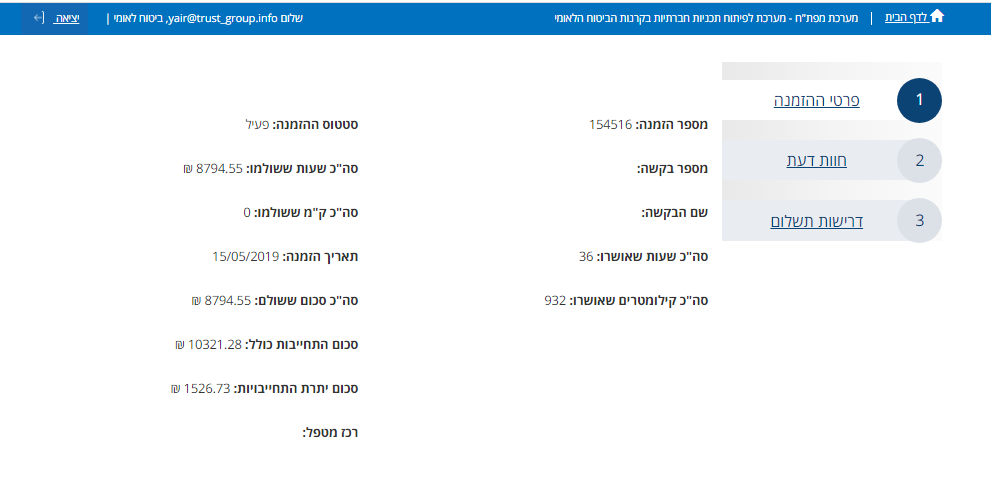 לדף הבית | מערכת מפת"ח - מערכת לפיתוח תכניות חברתיות בקרנות הביטוח הלאומי
שלום yair@trust_group.info, ביטוח לאומי | יציאה
1 פרטי ההזמנה
2 חוות דעת
3 דרישות תשלום
מספר הזמנה: 154516
סטטוס ההזמנה: פעיל
מספר בקשה:
סה"כ שעות ששולמו: 8794.55 ₪
שם הבקשה:
סה"כ ק"מ ששולמו: 0
סה"כ שעות שאושרו: 36
תאריך הזמנה: 15/05/2019
סה"כ קילומטרים שאושרו: 932
סה"כ סכום ששולם: 8794.55 ₪
סכום התחייבות כולל: 10321.28 ₪
סכום יתרת התחייבויות: 1526.73 ₪
רכז מטפל: